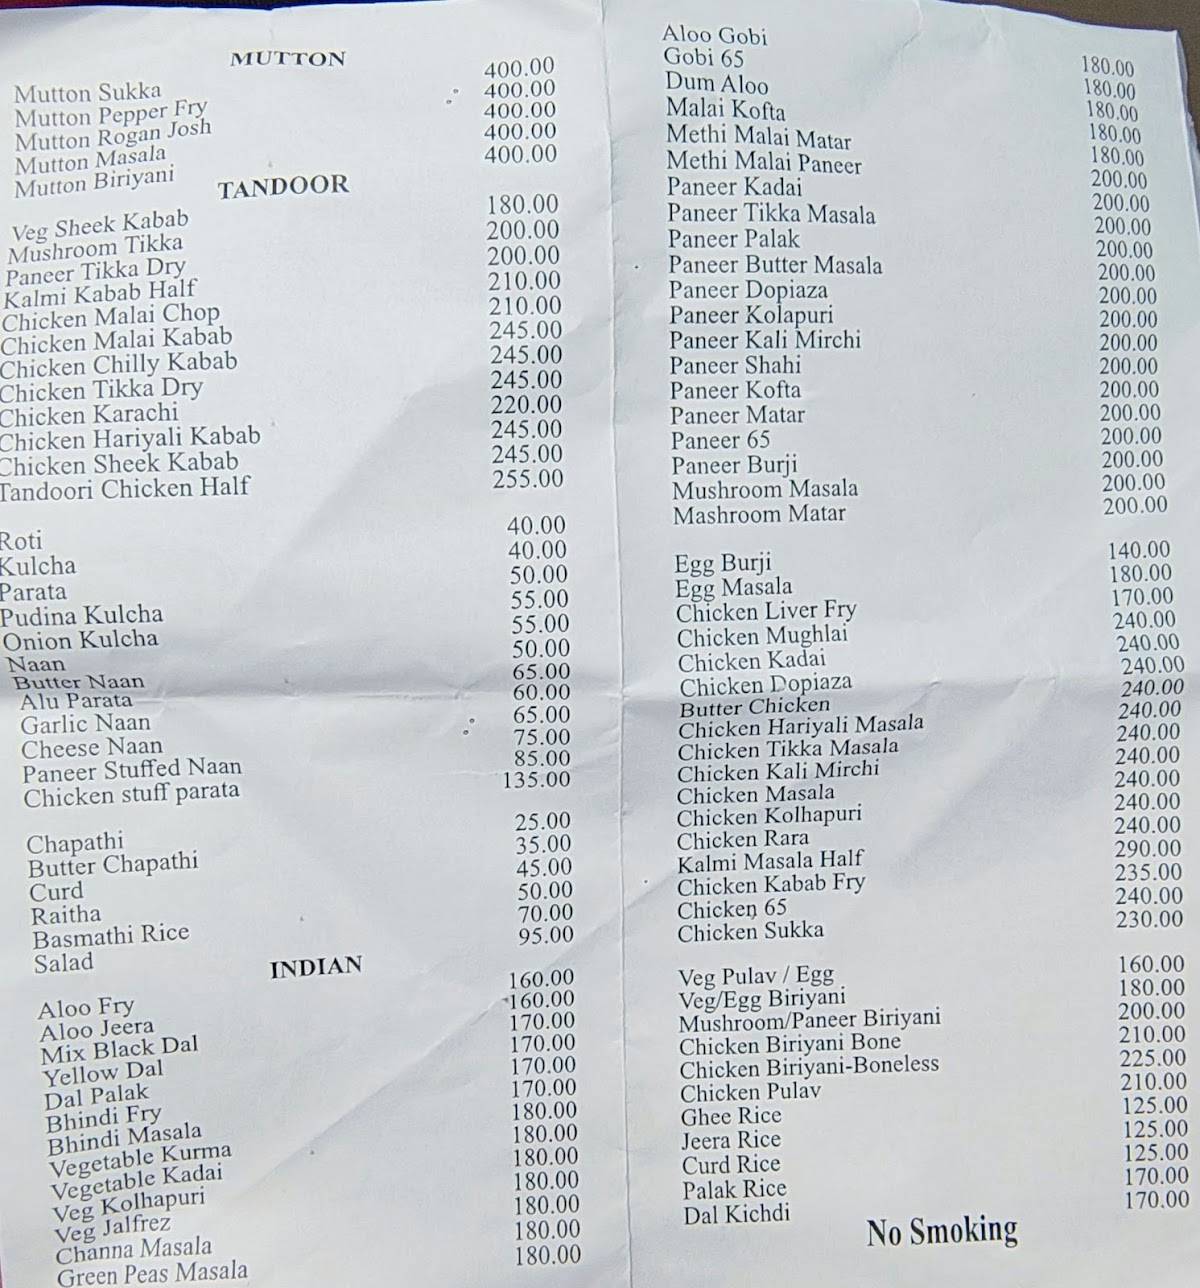 MUTTON
Mutton Sukka 400.00
Mutton Pepper Fry 400.00
Mutton Rogan Josh 400.00
Mutton Masala 400.00
Mutton Biriyani 400.00
TANDOOR
Veg Sheek Kabab 180.00
Mushroom Tikka 200.00
Paneer Tikka Dry 200.00
Kalmi Kabab Half 210.00
Chicken Malai Chop 210.00
Chicken Malai Kabab 245.00
Chicken Chilly Kabab 245.00
Chicken Tikka Dry 245.00
Chicken Karachi 220.00
Chicken Hariyali Kabab 245.00
Chicken Sheek Kabab 245.00
Tandoori Chicken Half 255.00
Roti 40.00
Kulcha 40.00
Parata 50.00
Pudina Kulcha 55.00
Onion Kulcha 55.00
Naan 50.00
Butter Naan 65.00
Alu Parata 60.00
Garlic Naan 65.00
Cheese Naan 75.00
Paneer Stuffed Naan 85.00
Chicken stuff parata 135.00
Chapathi 25.00
Butter Chapathi 35.00
Curd 45.00
Raitha 50.00
Basmathi Rice 70.00
Salad 95.00
INDIAN
Aloo Fry 160.00
Aloo Jeera 160.00
Mix Black Dal 170.00
Yellow Dal 170.00
Dal Palak 170.00
Bhindi Fry 170.00
Bhindi Masala 180.00
Vegetable Kurma 180.00
Vegetable Kadai 180.00
Veg Kolhapuri 180.00
Veg Jalfrez 180.00
Channa Masala 180.00
Green Peas Masala 180.00
Aloo Gobi 180.00
Gobi 65 180.00
Dum Aloo 180.00
Malai Kofta 180.00
Methi Malai Matar 180.00
Methi Malai Paneer 200.00
Paneer Kadai 200.00
Paneer Tikka Masala 200.00
Paneer Palak 200.00
Paneer Butter Masala 200.00
Paneer Dopiaza 200.00
Paneer Kolapuri 200.00
Paneer Kali Mirchi 200.00
Paneer Shahi 200.00
Paneer Kofta 200.00
Paneer Matar 200.00
Paneer 65 200.00
Paneer Burji 200.00
Mushroom Masala 200.00
Mashroom Matar 200.00
Egg Burji 140.00
Egg Masala 180.00
Chicken Liver Fry 170.00
Chicken Mughlai 240.00
Chicken Kadai 240.00
Chicken Dopiaza 240.00
Butter Chicken 240.00
Chicken Hariyali Masala 240.00
Chicken Tikka Masala 240.00
Chicken Kali Mirchi 240.00
Chicken Masala 240.00
Chicken Kolhapuri 240.00
Chicken Rara 240.00
Kalmi Masala Half 290.00
Chicken Kabab Fry 235.00
Chicken 65 240.00
Chicken Sukka 230.00
Veg Pulav / Egg 160.00
Veg/Egg Biriyani 180.00
Mushroom/Paneer Biriyani 200.00
Chicken Biriyani Bone 210.00
Chicken Biriyani-Boneless 225.00
Chicken Pulav 210.00
Ghee Rice 125.00
Jeera Rice 125.00
Curd Rice 125.00
Palak Rice 170.00
Dal Kichdi 170.00
No Smoking